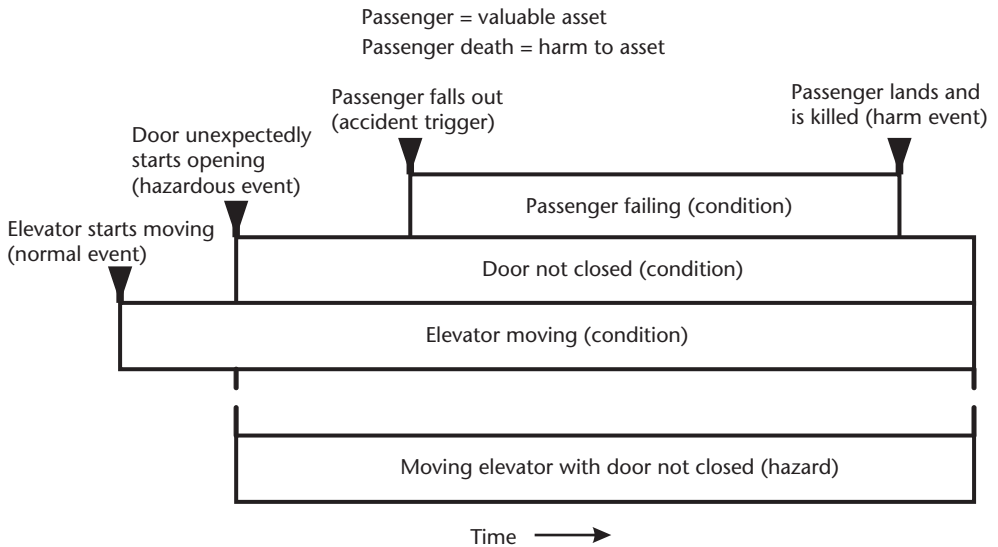 Passenger = valuable asset
Passenger death = harm to asset
Passenger falls out
(accident trigger)
Passenger lands and
is killed (harm event)
Door unexpectedly
starts opening
(hazardous event)
Elevator starts moving
(normal event)
Passenger failing (condition)
Door not closed (condition)
Elevator moving (condition)
Moving elevator with door not closed (hazard)
Time